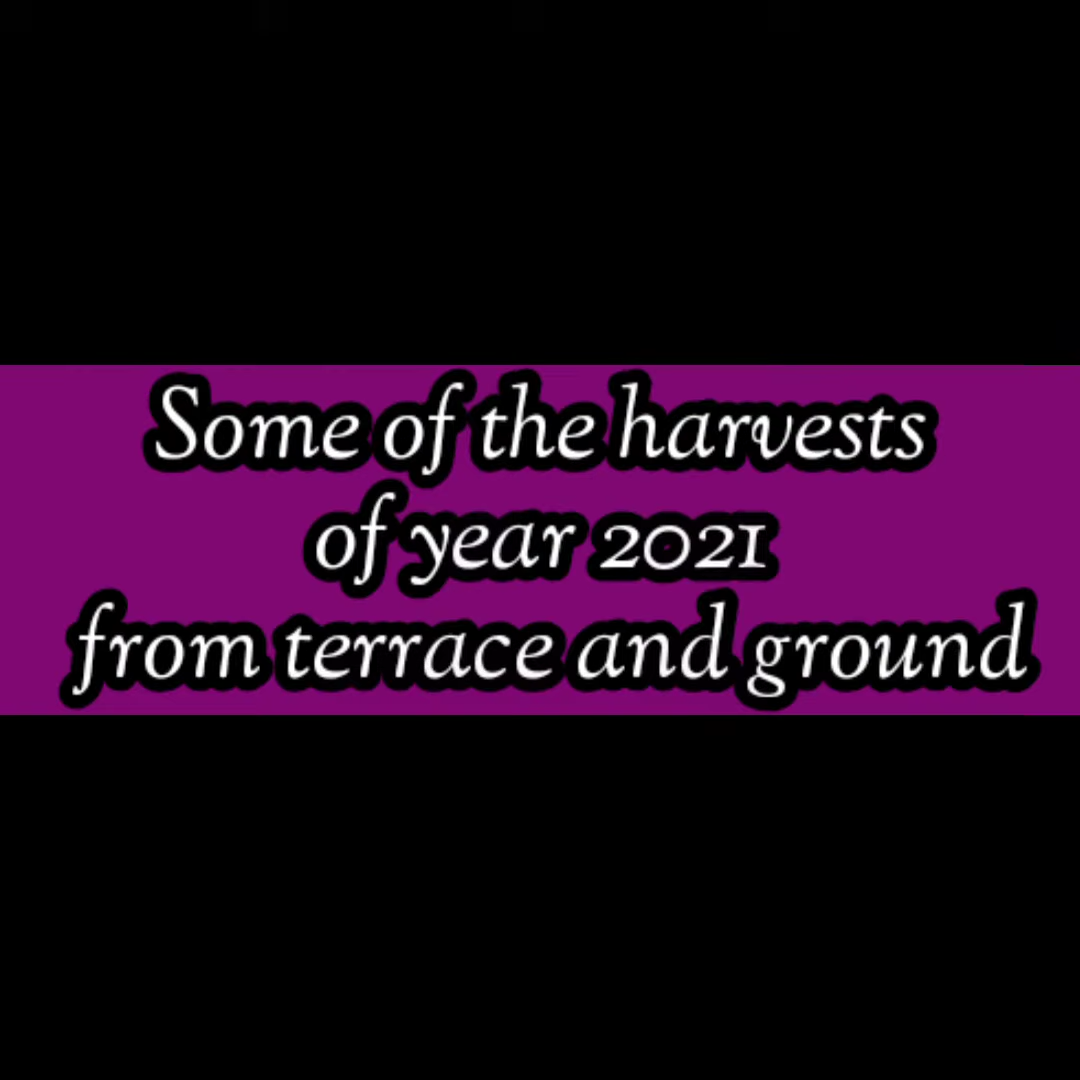 Some of the harvests
of year 2021
from terrace and ground